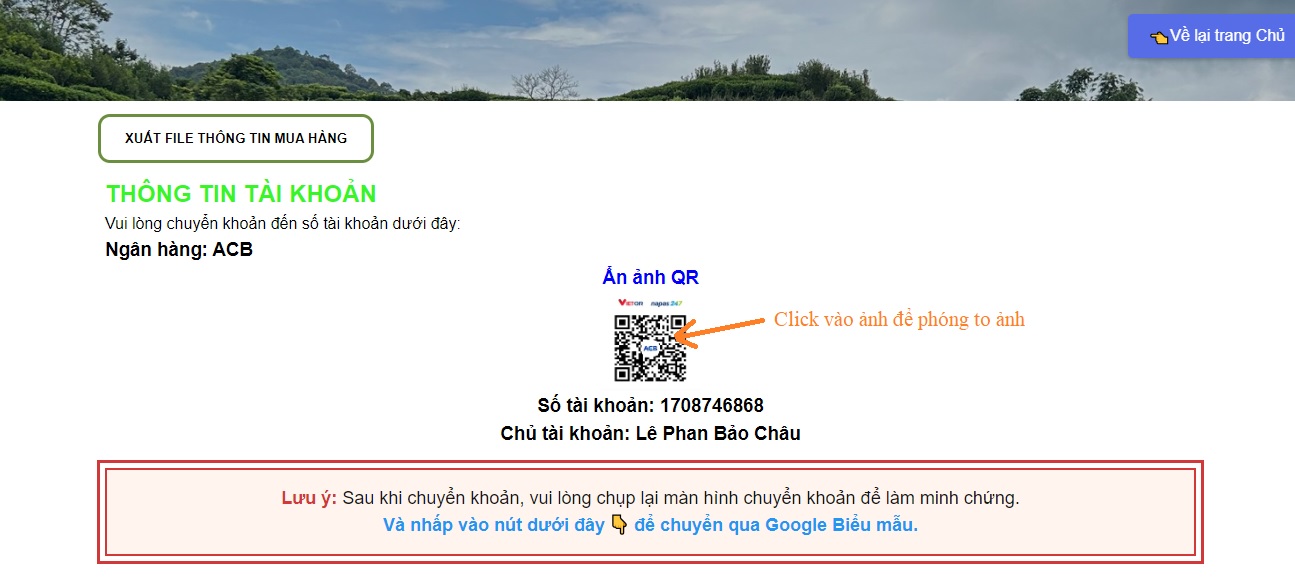 👈Về lại trang Chủ
XUẤT FILE THÔNG TIN MUA HÀNG
THÔNG TIN TÀI KHOẢN
Vui lòng chuyển khoản đến số tài khoản dưới đây:
Ngân hàng: ACB
Ẩn ảnh QR
VIETQR napas 247
Click vào ảnh để phóng to ảnh
ACB
Số tài khoản: 1708746868
Chủ tài khoản: Lê Phan Bảo Châu
Lưu ý: Sau khi chuyển khoản, vui lòng chụp lại màn hình chuyển khoản để làm minh chứng.
Và nhấp vào nút dưới đây 👇 để chuyển qua Google Biểu mẫu.